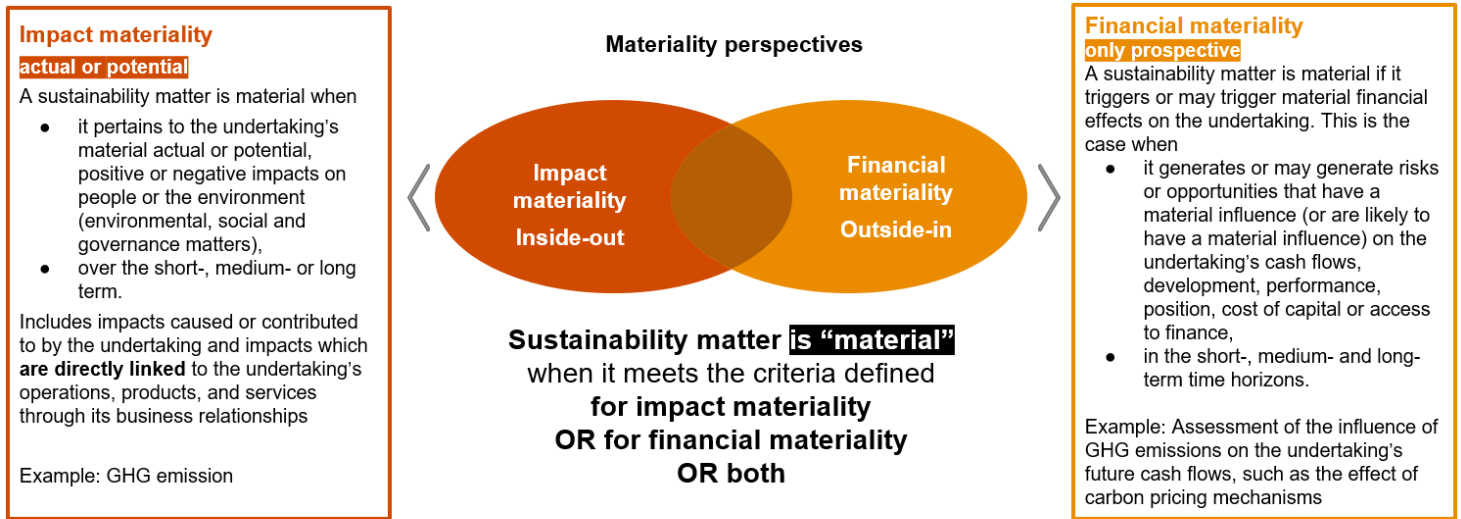 Impact materiality
actual or potential
A sustainability matter is material when
● it pertains to the undertaking's
material actual or potential,
positive or negative impacts on
people or the environment
(environmental, social and
governance matters),
● over the short-, medium- or long
term.
Includes impacts caused or contributed
to by the undertaking and impacts which
are directly linked to the undertaking's
operations, products, and services
through its business relationships
Example: GHG emission
Materiality perspectives
Impact
materiality
Inside-out
Financial
materiality
Outside-in
Sustainability matter is “material”
when it meets the criteria defined
for impact materiality
OR for financial materiality
OR both
Financial materiality
only prospective
A sustainability matter is material if it
triggers or may trigger material financial
effects on the undertaking. This is the
case when
● it generates or may generate risks
or opportunities that have a
material influence (or are likely to
have a material influence) on the
undertaking's cash flows,
development, performance,
position, cost of capital or access
to finance,
● in the short-, medium- and long-
term time horizons.
Example: Assessment of the influence of
GHG emissions on the undertaking's
future cash flows, such as the effect of
carbon pricing mechanisms